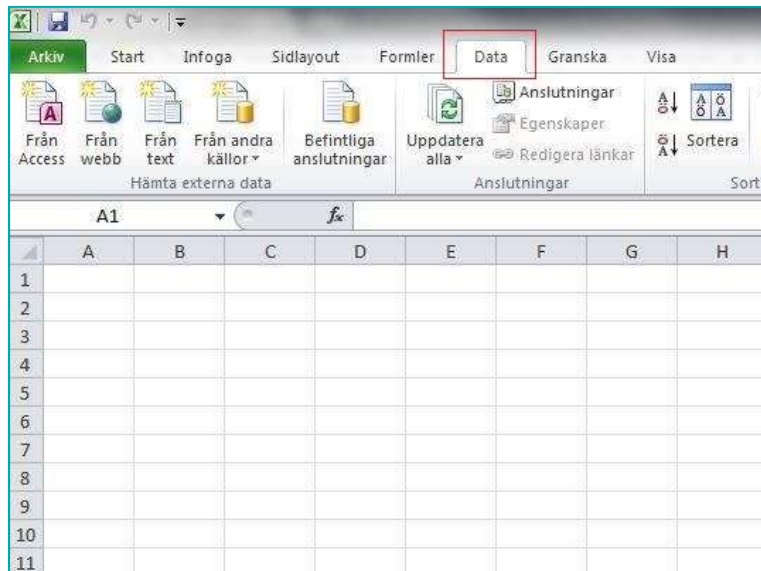 Arkiv Start Infoga Sidlayout Formler Data Granska Visa
Från Access
Från webb
Från text
Från andra källor
Befintliga anslutningar
Hämta externa data
Uppdatera alla
Anslutningar
Egenskaper
Redigera länkar
Anslutningar
A Ö
Ö A
A Ö
Ö A
Sortera
Sort
A1 fx
A B C D E F G H
1
2
3
4
5
6
7
8
9
10
11